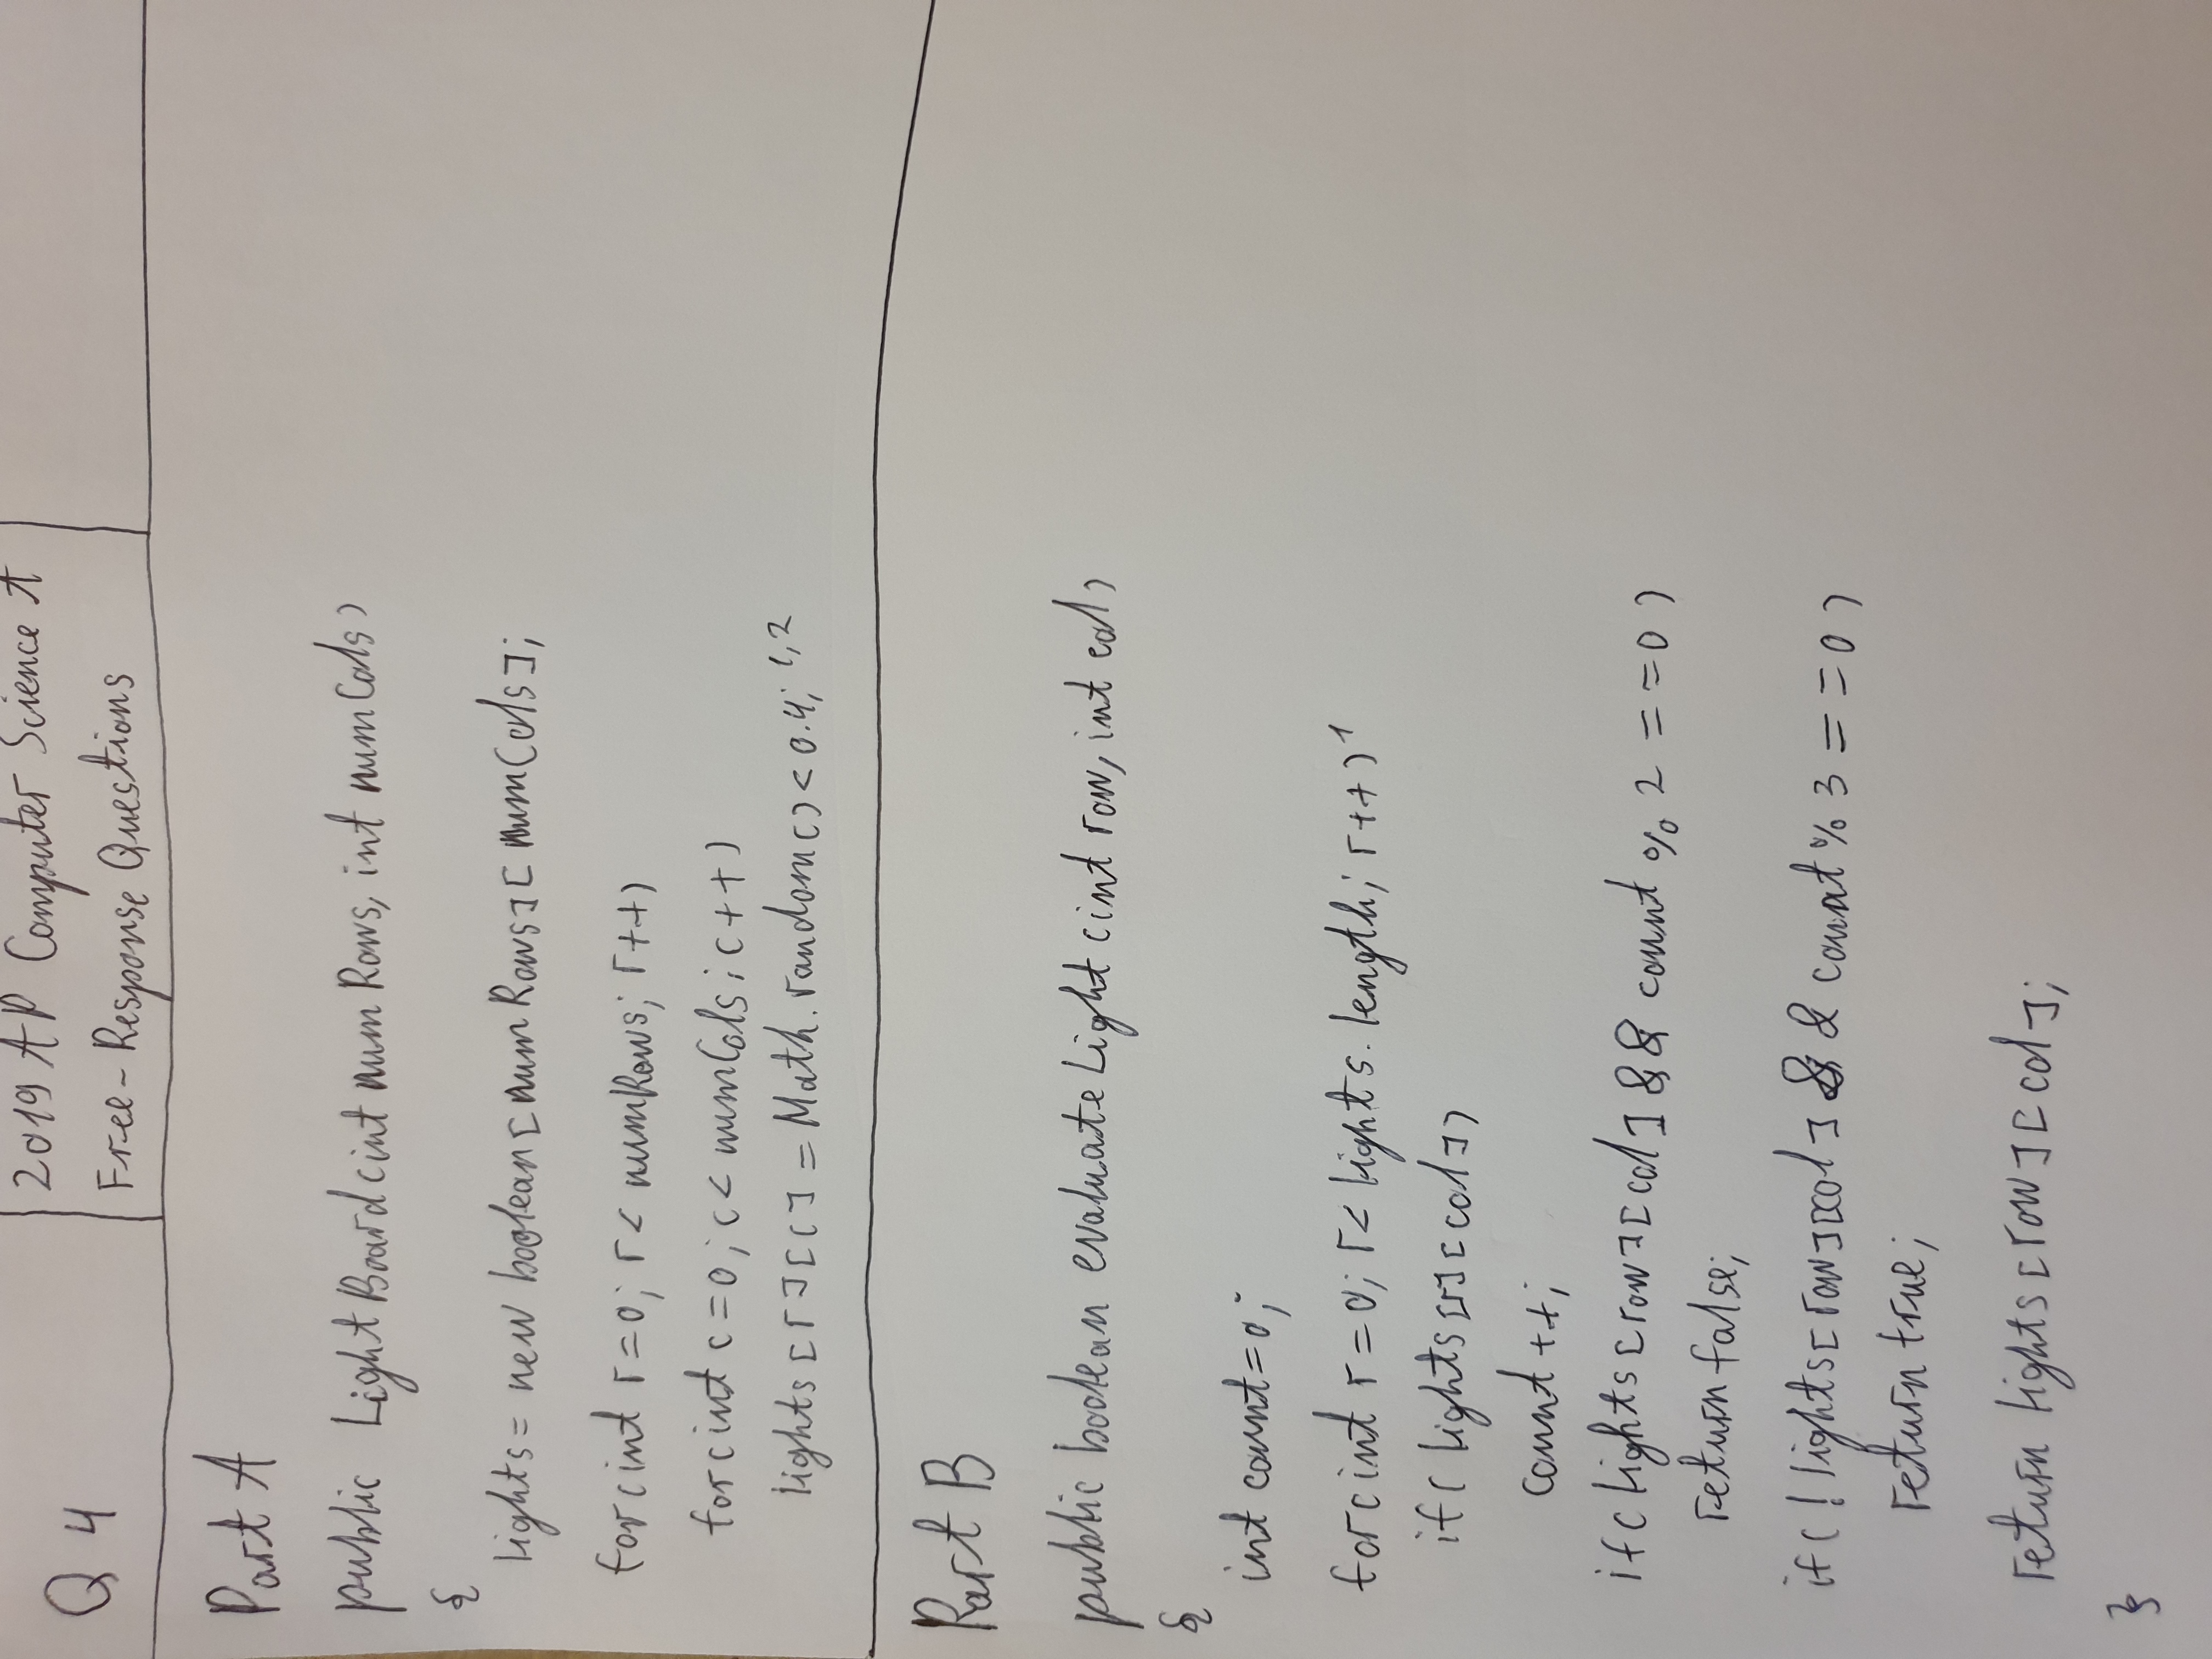 Q 4
2019 AP Computer Science A
Free-Response Questions
Part A
public LightBoard(int numRows, int numCols)
{
lights = new boolean[numRows][numCols];
for(int r=0; r< numRows; r++)
for(int c=0; c< numCols; c++)
lights[r][c] = Math.random()<0.4; 1,2
Part B
public boolean evaluateLight(int row, int col)
{
int count=0;
for(int r=0; r< lights.length; r++) 1
if(lights[r][col])
count++;
if(lights[row][col] && count % 2 ==0)
return false;
if(!lights[row][col] && count % 3 ==0)
return true;
return lights[row][col];
}